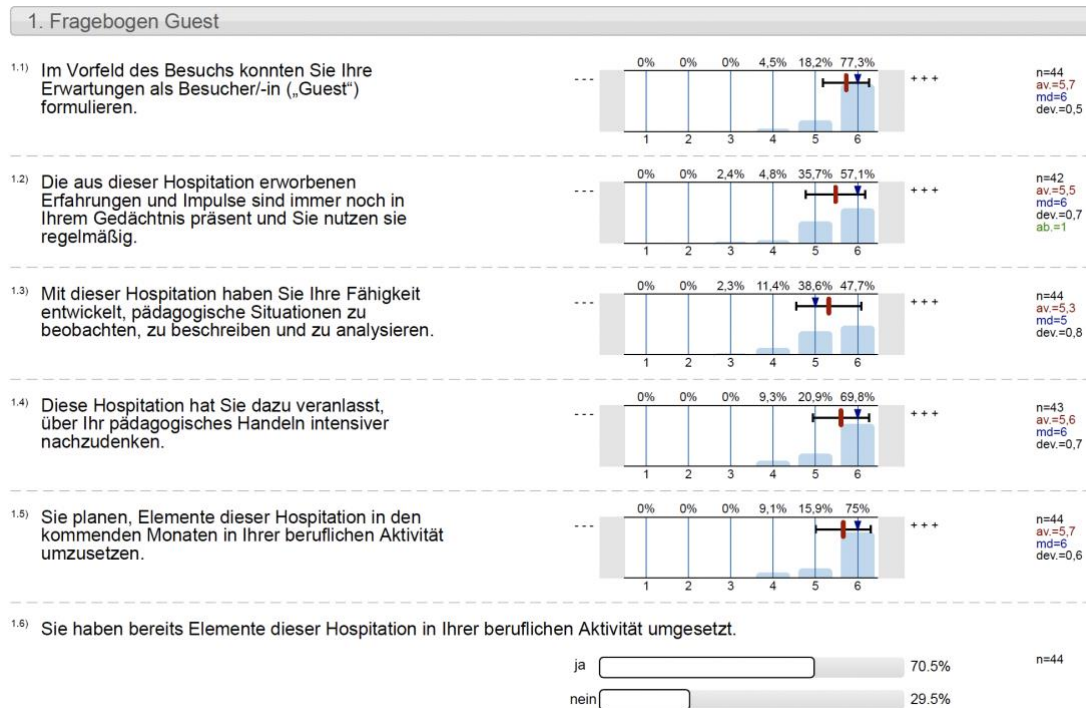 1. Fragebogen Guest
1.1) Im Vorfeld des Besuchs konnten Sie Ihre
Erwartungen als Besucher/-in („Guest“)
formulieren.
0% 0% 0% 4,5% 18,2% 77,3%
--- +++
1 2 3 4 5 6
n=44
av.=5,7
md=6
dev.=0,5
1.2) Die aus dieser Hospitation erworbenen
Erfahrungen und Impulse sind immer noch in
Ihrem Gedächtnis präsent und Sie nutzen sie
regelmäßig.
0% 0% 2,4% 4,8% 35,7% 57,1%
--- +++
1 2 3 4 5 6
n=42
av.=5,5
md=6
dev.=0,7
ab.=1
1.3) Mit dieser Hospitation haben Sie Ihre Fähigkeit
entwickelt, pädagogische Situationen zu
beobachten, zu beschreiben und zu analysieren.
0% 0% 2,3% 11,4% 38,6% 47,7%
--- +++
1 2 3 4 5 6
n=44
av.=5,3
md=5
dev.=0,8
1.4) Diese Hospitation hat Sie dazu veranlasst,
über Ihr pädagogisches Handeln intensiver
nachzudenken.
0% 0% 0% 9,3% 20,9% 69,8%
--- +++
1 2 3 4 5 6
n=43
av.=5,6
md=6
dev.=0,7
1.5) Sie planen, Elemente dieser Hospitation in den
kommenden Monaten in Ihrer beruflichen Aktivität
umzusetzen.
0% 0% 0% 9,1% 15,9% 75%
--- +++
1 2 3 4 5 6
n=44
av.=5,7
md=6
dev.=0,6
1.6) Sie haben bereits Elemente dieser Hospitation in Ihrer beruflichen Aktivität umgesetzt.
ja 70.5% n=44
nein 29.5%